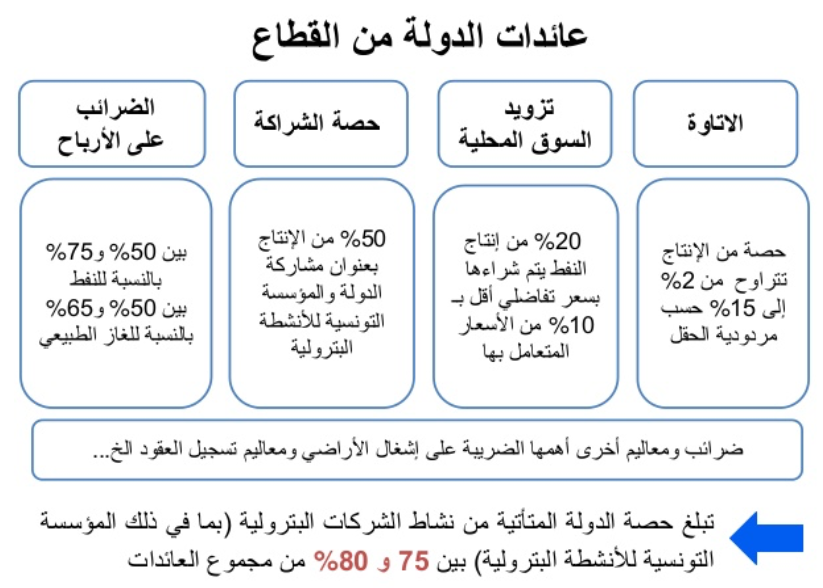 عائدات الدولة من القطاع
الاتاوة
تزويد
السوق المحلية
حصة الشراكة
الضرائب
على الأرباح
حصة من الإنتاج
تتراوح من 2%
إلى 15% حسب
مردودية الحقل
20% من إنتاج
النفط يتم شراءها
بسعر تفاضلي أقل بـ
10% من الأسعار
المتعامل بها
50% من الإنتاج
بعنوان مشاركة
الدولة والمؤسسة
التونسية للأنشطة
البترولية
بين 50% و75%
بالنسبة للنفط
بين 50% و65%
بالنسبة للغاز الطبيعي
ضرائب ومعاليم أخرى أهمها الضريبة على إشغال الأراضي ومعاليم تسجيل العقود الخ...
تبلغ حصة الدولة المتأتية من نشاط الشركات البترولية (بما في ذلك المؤسسة
التونسية للأنشطة البترولية) بين 75 و 80% من مجموع العائدات